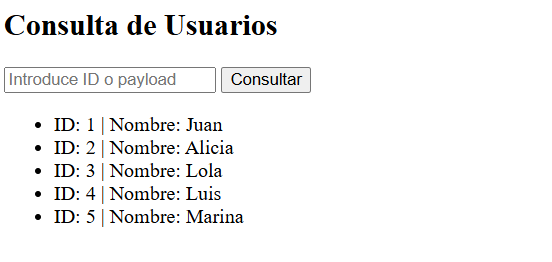 Consulta de Usuarios
Introduce ID o payload Consultar
• ID: 1 | Nombre: Juan
• ID: 2 | Nombre: Alicia
• ID: 3 | Nombre: Lola
• ID: 4 | Nombre: Luis
• ID: 5 | Nombre: Marina